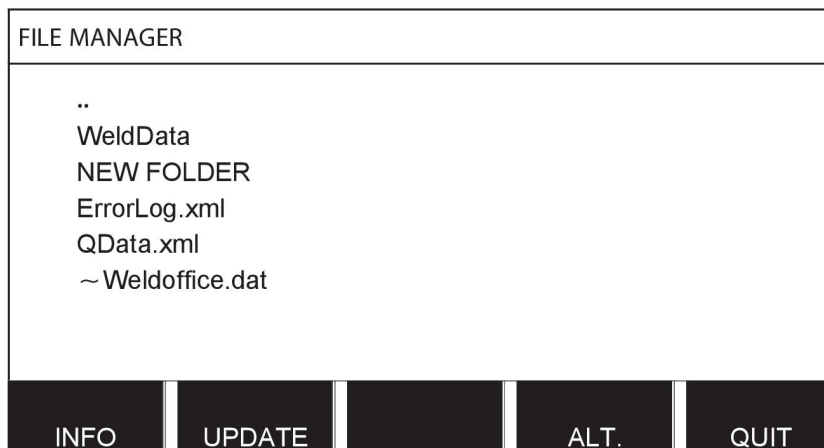 FILE MANAGER
..
WeldData
NEW FOLDER
ErrorLog.xml
QData.xml
~Weldoffice.dat
INFO UPDATE ALT. QUIT